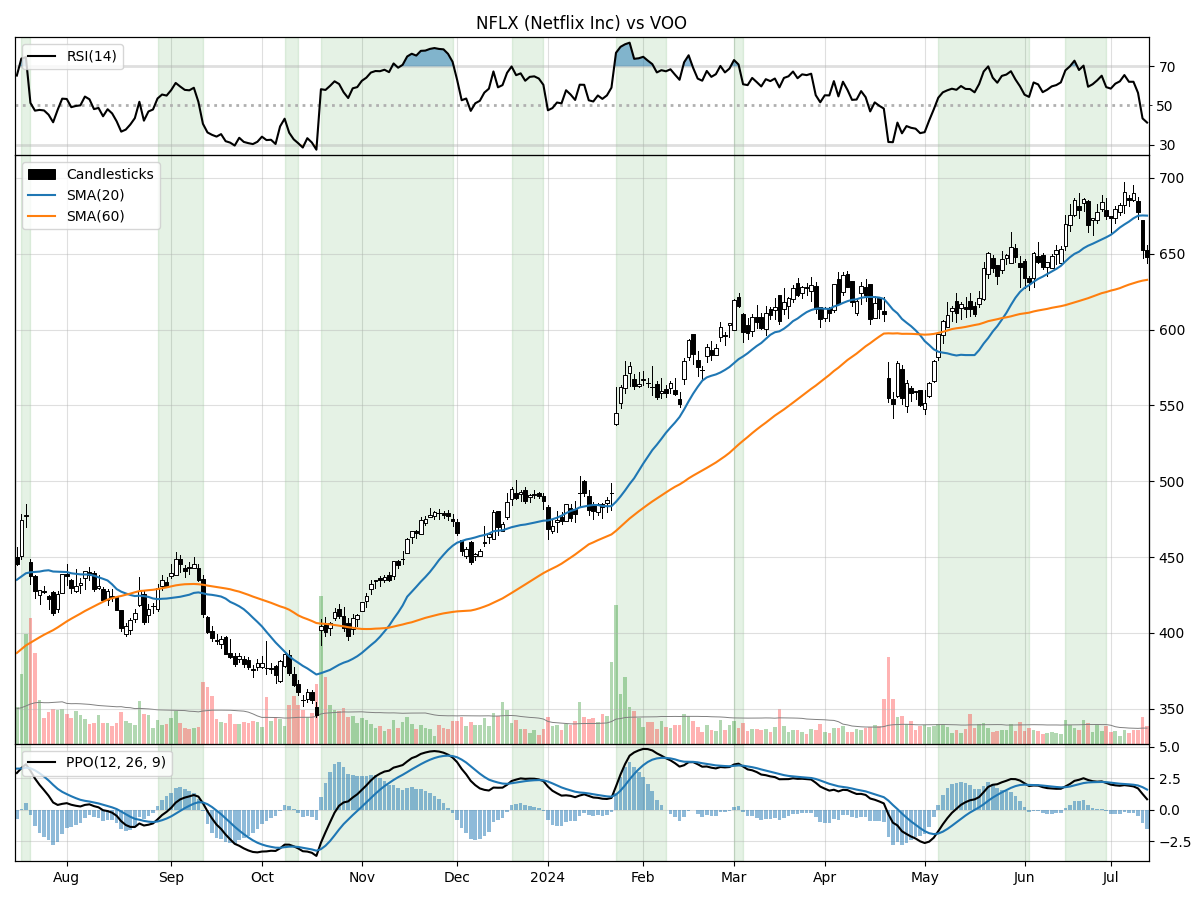 NFLX (Netflix Inc) vs VOO
RSI(14)
70
50
30
Candlesticks
SMA(20)
SMA(60)
700
650
600
550
500
450
400
350
PPO(12, 26, 9)
5.0
2.5
0.0
−2.5
Aug Sep Oct Nov Dec 2024 Feb Mar Apr May Jun Jul